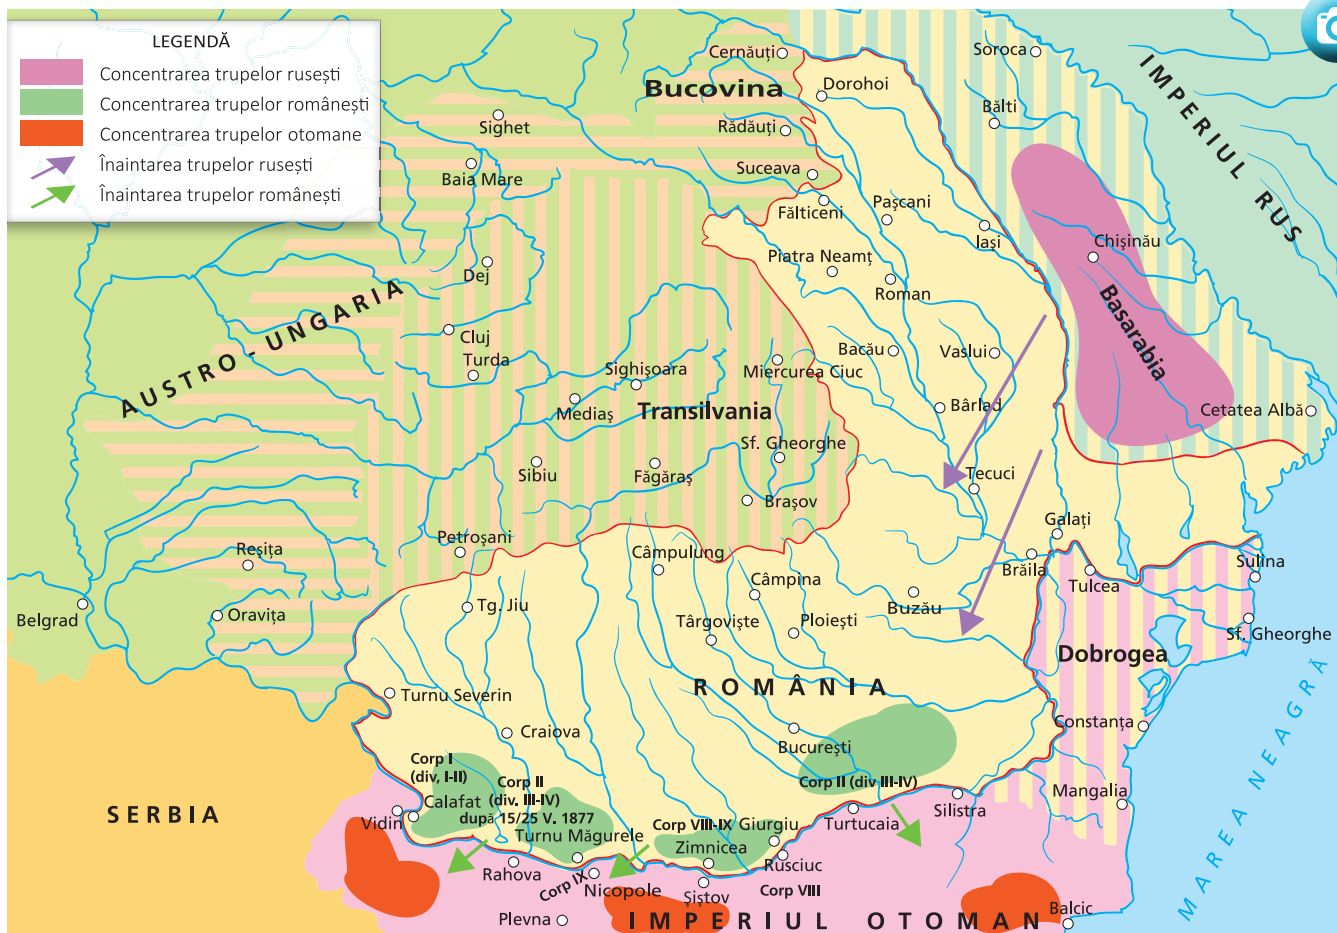 LEGENDĂ
Concentrarea trupelor rusești
Concentrarea trupelor românești
Concentrarea trupelor otomane
Înaintarea trupelor rusești
Înaintarea trupelor românești
Cernăuți
Soroca
IMPERIUL RUS
Bucovina
Dorohoi
Sighet
Bălti
Rădăuți
Baia Mare
Suceava
Fălticeni
Pașcani
Iași
Chișinău
Piatra Neamț
Dej
Roman
Basarabia
AUSTRO-UNGARIA
Cluj
Turda
Bacău
Vaslui
Sighișoara
Miercurea Ciuc
Mediaș
Transilvania
Bârlad
Cetatea Albă
Sf. Gheorghe
Sibiu
Făgăraș
Tecuci
Brașov
Galați
Petroșani
Câmpulung
Reșița
Brăila
Sulina
Câmpina
Tulcea
Belgrad
Oravița
Tg. Jiu
Târgoviște
Ploiești
Buzău
Sf. Gheorghe
Dobrogea
ROMÂNIA
Turnu Severin
Constanța
Craiova
București
MAREA NEAGRĂ
Corp I
(div, I-II)
Corp II
(div. III-IV)
după 15/25 V. 1877
Corp II (div III-IV)
Mangalia
SERBIA
Calafat
Vidin
Silistra
Turtucaia
Turnu Măgurele
Corp VIII-IX
Giurgiu
Zimnicea
Rusciuc
Rahova
Corp IX
Nicopole
Șiștov
Corp VIII
Plevna
IMPERIUL OTOMAN
Balcic